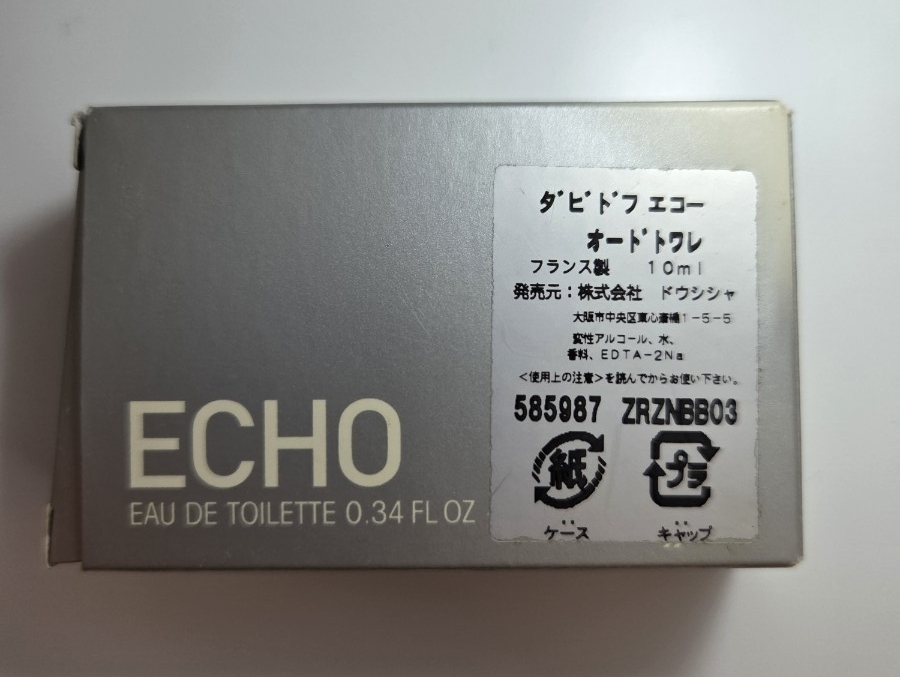 ECHO
EAU DE TOILETTE 0.34 FL OZ
ダビドフ エコー
オードトワレ
フランス製 10ml
発売元：株式会社 ドウシシャ
大阪市中央区東心斎橋1-5-5
変性アルコール、水、
香料、EDTA-2Na
<使用上の注意>を読んでからお使い下さい。
585987 ZRZNBB03
紙 プラ
ケース キャップ